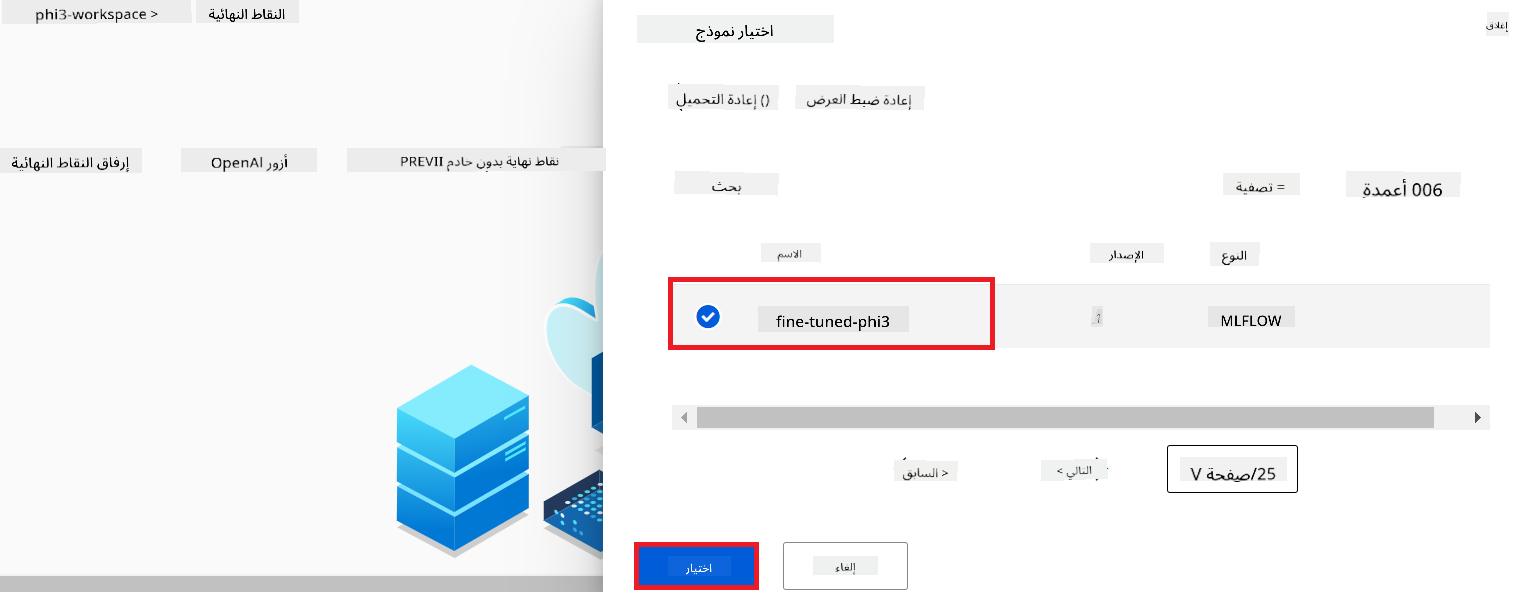 phi3-workspace >
النقاط النهائية
اختيار نموذج
إغلاق
() إعادة التحميل
إعادة ضبط العرض
إرفاق النقاط النهائية
أزور OpenAI
نقاط نهاية بدون خادم PREVII
بحث
= تصفية
006 أعمدة
الاسم
الإصدار
النوع
fine-tuned-phi3
MLFLOW
< السابق
التالي >
25/صفحة V
اختيار
إلغاء